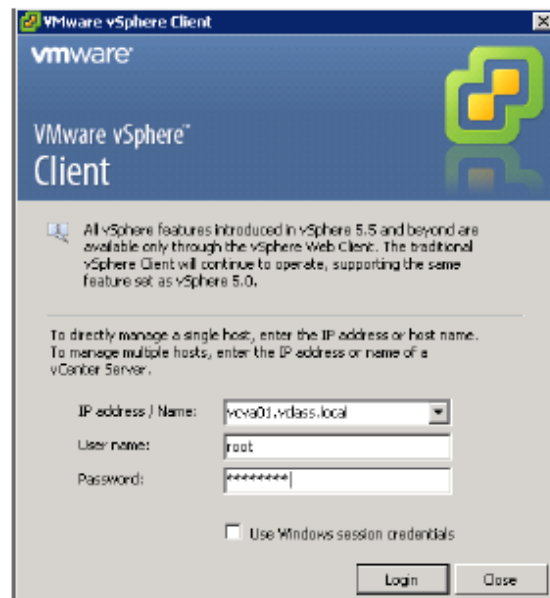 VMware vSphere Client
vmware
VMware vSphere™
Client
All vSphere features introduced in vSphere 5.5 and beyond are
available only through the vSphere Web Client. The traditional
vSphere Client will continue to operate, supporting the same
feature set as vSphere 5.0.
To directly manage a single host, enter the IP address or host name.
To manage multiple hosts, enter the IP address or name of a
vCenter Server.
IP address / Name: vcva01.vclass.local
User name: root
Password: ********
Use Windows session credentials
Login Close